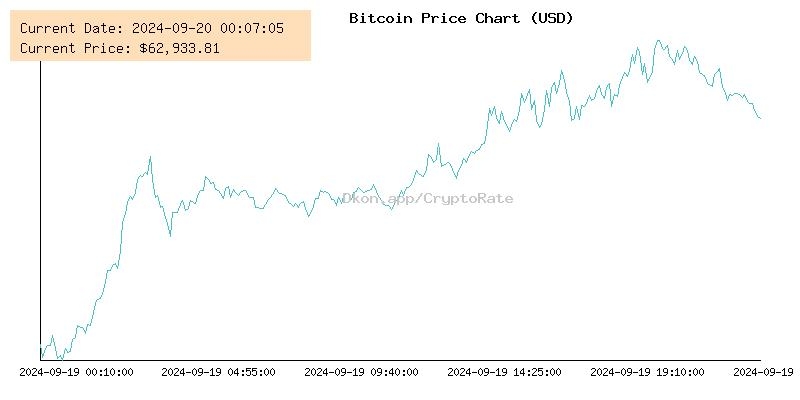 Bitcoin Price Chart (USD)
Current Date: 2024-09-20 00:07:05
Current Price: $62,933.81
Okon.app/CryptoRate
2024-09-19 00:10:00 2024-09-19 04:55:00 2024-09-19 09:40:00 2024-09-19 14:25:00 2024-09-19 19:10:00 2024-09-19